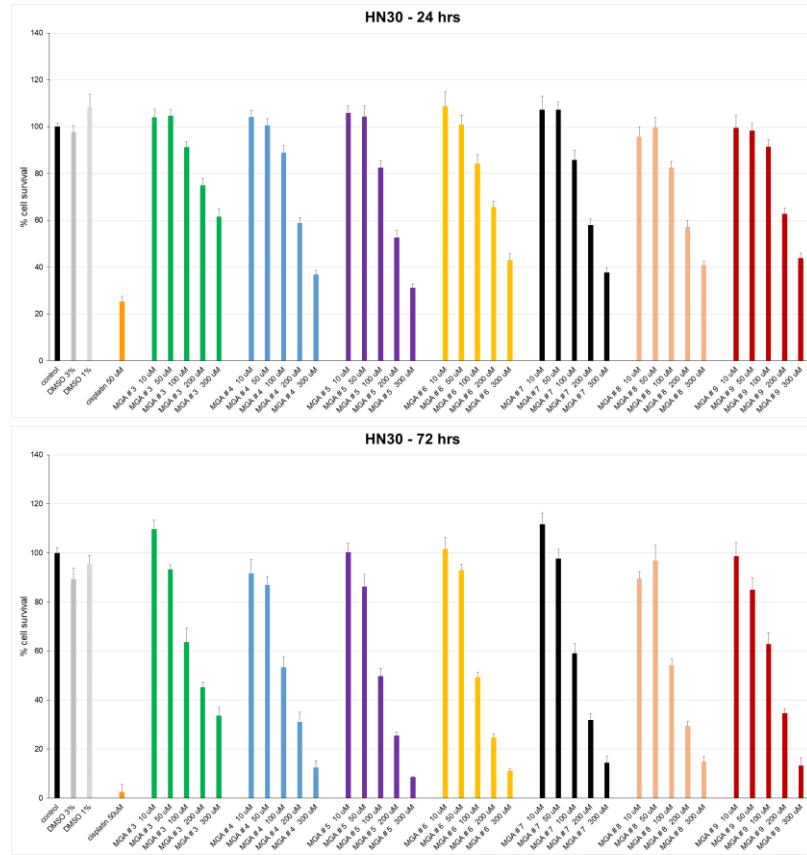 HN30 - 24 hrs
140
120
100
80
60
40
20
0
% cell survival
control
DMSO 3%
DMSO 1%
cisplatin 50 uM
MGA # 3 10 uM
MGA # 3 50 uM
MGA # 3 100 uM
MGA # 3 200 uM
MGA # 3 300 uM
MGA # 4 10 uM
MGA # 4 50 uM
MGA # 4 100 uM
MGA # 4 200 uM
MGA # 4 300 uM
MGA # 5 10 uM
MGA # 5 50 uM
MGA # 5 100 uM
MGA # 5 200 uM
MGA # 5 300 uM
MGA # 6 10 uM
MGA # 6 50 uM
MGA # 6 100 uM
MGA # 6 200 uM
MGA # 6 300 uM
MGA # 7 10 uM
MGA # 7 50 uM
MGA # 7 100 uM
MGA # 7 200 uM
MGA # 7 300 uM
MGA # 8 10 uM
MGA # 8 50 uM
MGA # 8 100 uM
MGA # 8 200 uM
MGA # 8 300 uM
MGA # 9 10 uM
MGA # 9 50 uM
MGA # 9 100 uM
MGA # 9 200 uM
MGA # 9 300 uM
HN30 - 72 hrs
140
120
100
80
60
40
20
0
% cell survival
control
DMSO 3%
DMSO 1%
cisplatin 50uM
MGA # 3 10 uM
MGA # 3 50 uM
MGA # 3 100 uM
MGA # 3 200 uM
MGA # 3 300 uM
MGA # 4 10 uM
MGA # 4 50 uM
MGA # 4 100 uM
MGA # 4 200 uM
MGA # 4 300 uM
MGA # 5 10 uM
MGA # 5 50 uM
MGA # 5 100 uM
MGA # 5 200 uM
MGA # 5 300 uM
MGA # 6 10 uM
MGA # 6 50 uM
MGA # 6 100 uM
MGA # 6 200 uM
MGA # 6 300 uM
MGA # 7 10 uM
MGA # 7 50 uM
MGA # 7 100 uM
MGA # 7 200 uM
MGA # 7 300 uM
MGA # 8 10 uM
MGA # 8 50 uM
MGA # 8 100 uM
MGA # 8 200 uM
MGA # 8 300 uM
MGA # 9 10 uM
MGA # 9 50 uM
MGA # 9 100 uM
MGA # 9 200 uM
MGA # 9 300 uM